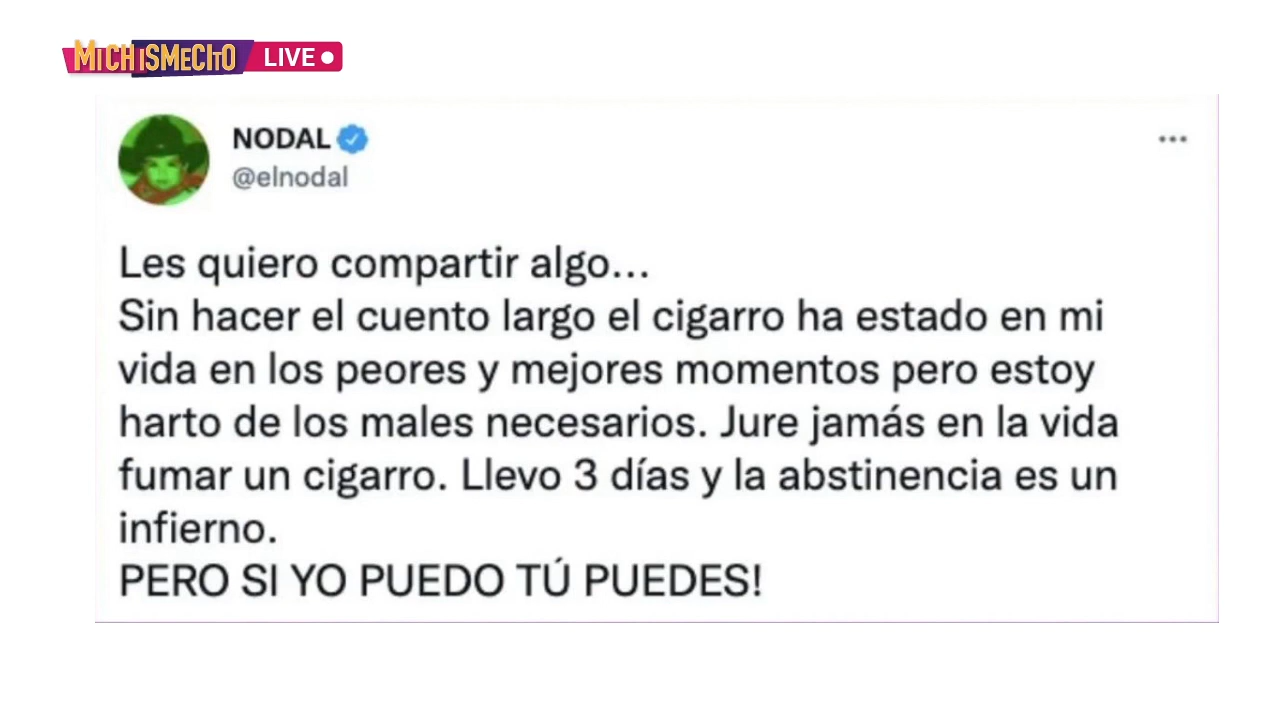 MICHISMECITO LIVE
NODAL
@elnodal
Les quiero compartir algo...
Sin hacer el cuento largo el cigarro ha estado en mi
vida en los peores y mejores momentos pero estoy
harto de los males necesarios. Jure jamás en la vida
fumar un cigarro. Llevo 3 días y la abstinencia es un
infierno.
PERO SI YO PUEDO TÚ PUEDES!